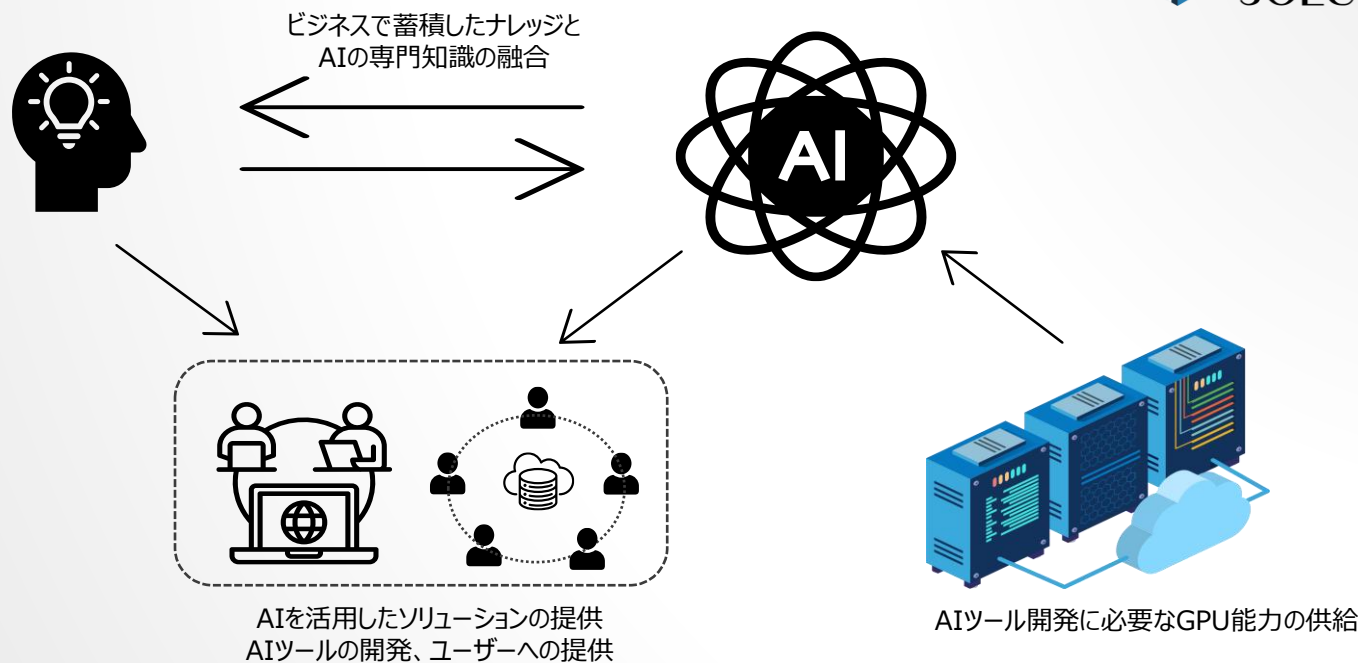 ビジネスで蓄積したナレッジと
AIの専門知識の融合
AI
AIを活用したソリューションの提供
AIツールの開発、ユーザーへの提供
AIツール開発に必要なGPU能力の供給